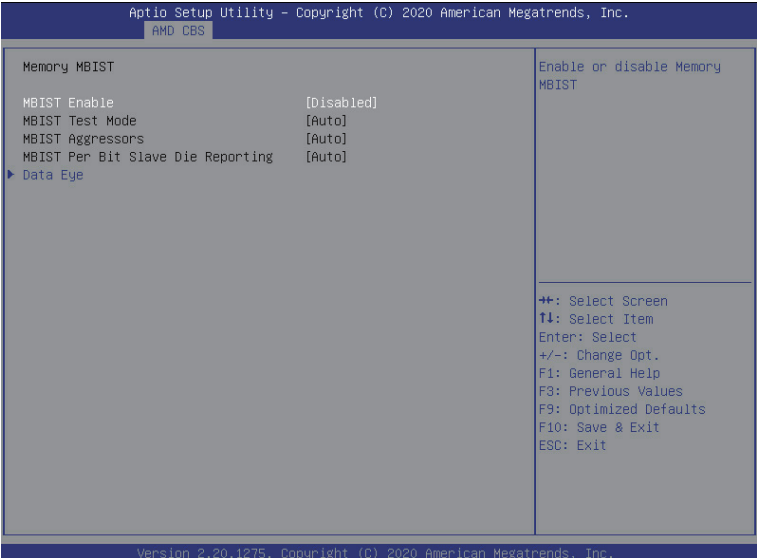 Aptio Setup Utility – Copyright (C) 2020 American Megatrends, Inc.
AMD CBS
Memory MBIST
MBIST Enable [Disabled]
MBIST Test Mode [Auto]
MBIST Aggressors [Auto]
MBIST Per Bit Slave Die Reporting [Auto]
Data Eye
Enable or disable Memory
MBIST
→←: Select Screen
↑↓: Select Item
Enter: Select
+/-: Change Opt.
F1: General Help
F3: Previous Values
F9: Optimized Defaults
F10: Save & Exit
ESC: Exit
Version 2.20.1275. Copyright (C) 2020 American Megatrends, Inc.